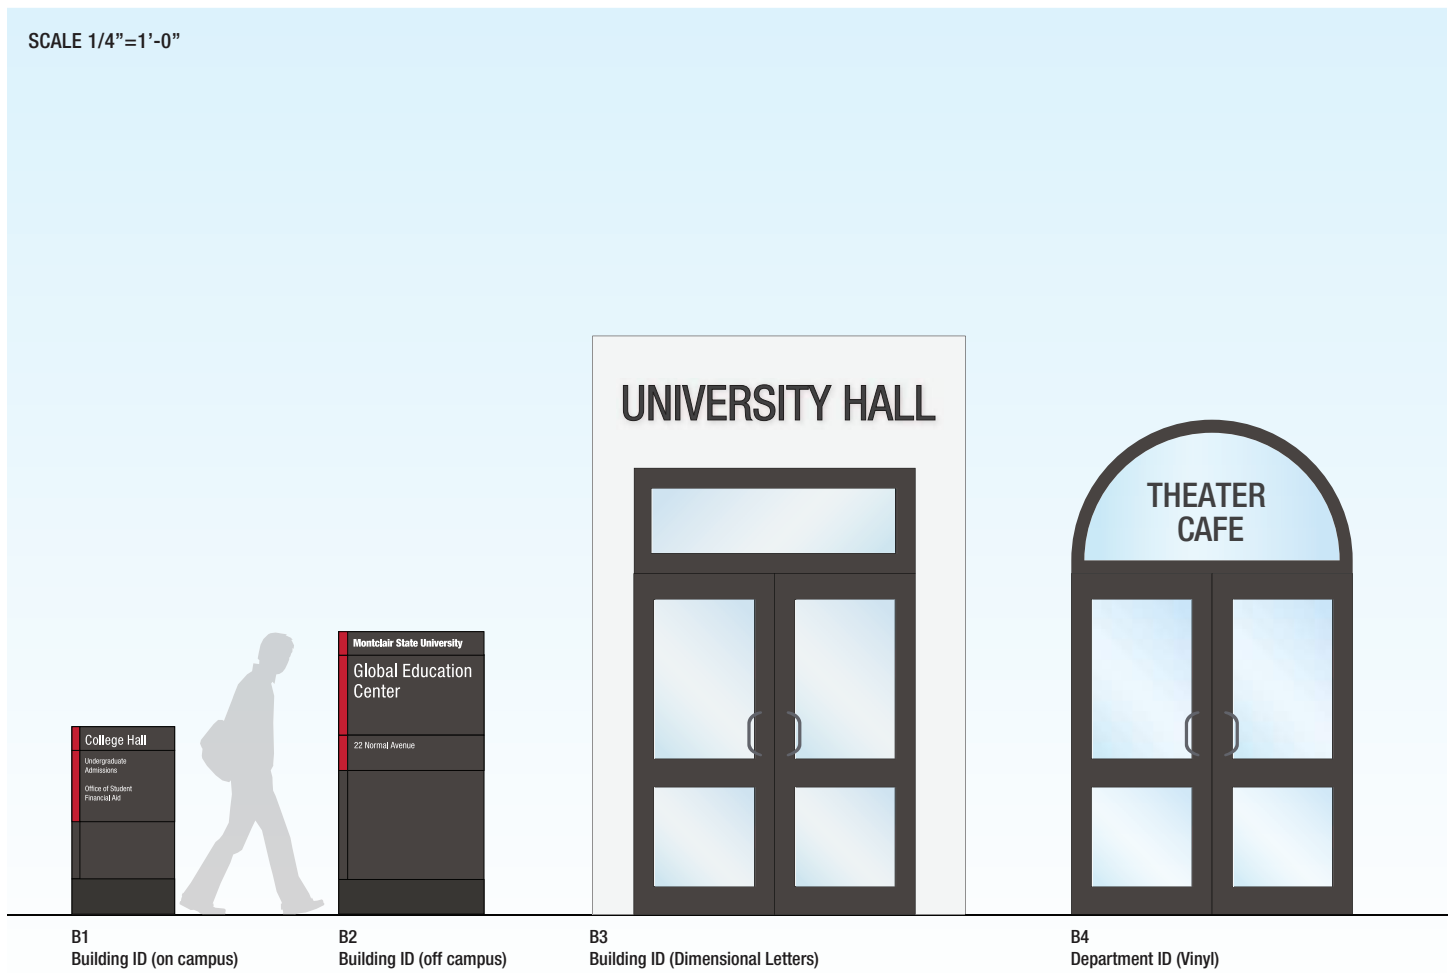 SCALE 1/4”=1’-0”
UNIVERSITY HALL
THEATER
CAFE
College Hall
Undergraduate
Admissions
Office of Student
Financial Aid
Montclair State University
Global Education
Center
22 Normal Avenue
B1
Building ID (on campus)
B2
Building ID (off campus)
B3
Building ID (Dimensional Letters)
B4
Department ID (Vinyl)